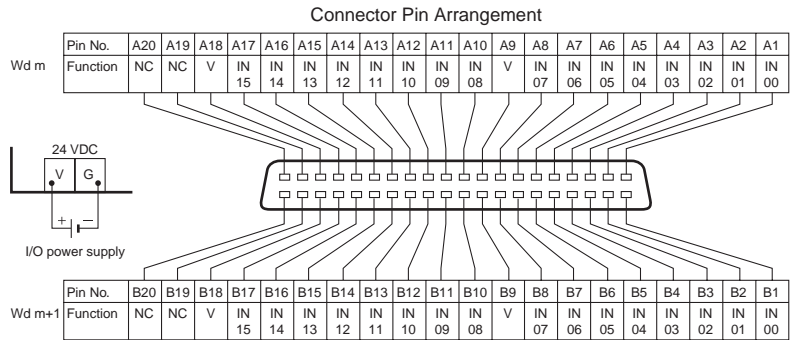 Connector Pin Arrangement
Pin No. A20 A19 A18 A17 A16 A15 A14 A13 A12 A11 A10 A9 A8 A7 A6 A5 A4 A3 A2 A1
Wd m Function NC NC V IN 15 IN 14 IN 13 IN 12 IN 11 IN 10 IN 09 IN 08 V IN 07 IN 06 IN 05 IN 04 IN 03 IN 02 IN 01 IN 00
24 VDC
V G
+ −
I/O power supply
Pin No. B20 B19 B18 B17 B16 B15 B14 B13 B12 B11 B10 B9 B8 B7 B6 B5 B4 B3 B2 B1
Wd m+1 Function NC NC V IN 15 IN 14 IN 13 IN 12 IN 11 IN 10 IN 09 IN 08 V IN 07 IN 06 IN 05 IN 04 IN 03 IN 02 IN 01 IN 00